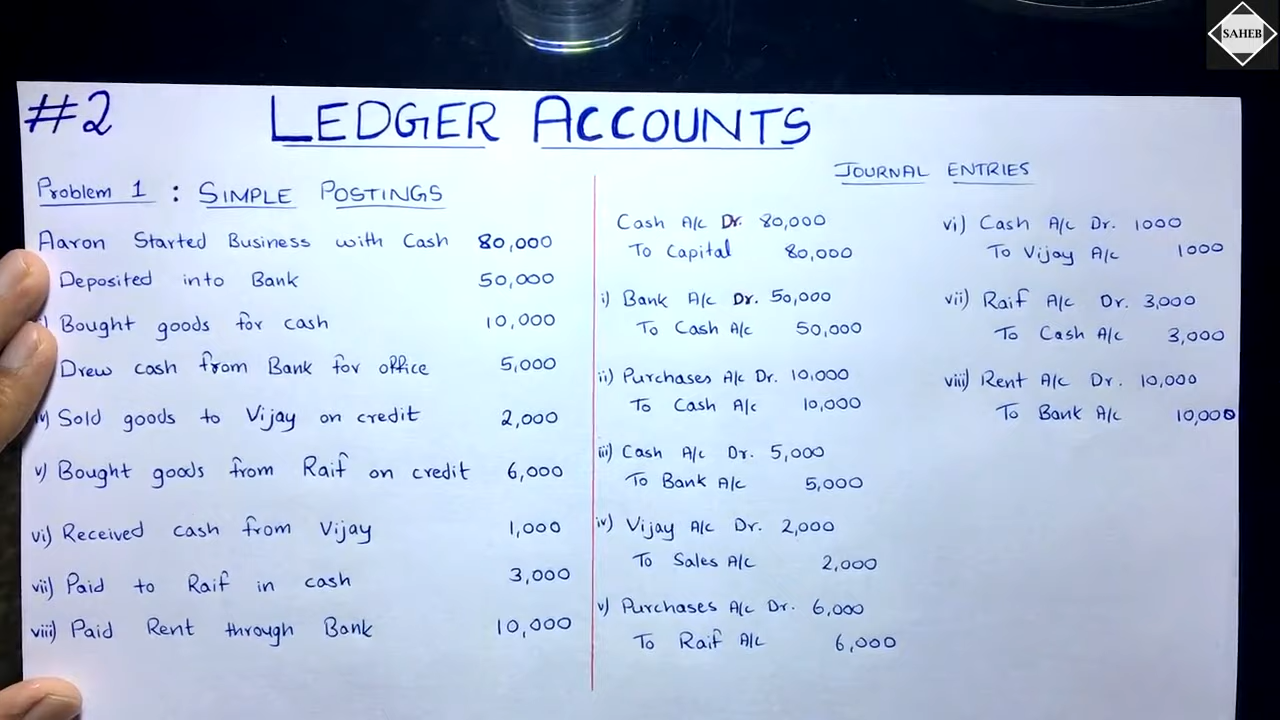 SAHEB
#2 LEDGER ACCOUNTS
Problem 1 : SIMPLE POSTINGS
Aaron Started Business with Cash 80,000
Deposited into Bank 50,000
Bought goods for cash 10,000
Drew cash from Bank for office 5,000
Sold goods to Vijay on credit 2,000
v) Bought goods from Raif on credit 6,000
vi) Received cash from Vijay 1,000
vii) Paid to Raif in cash 3,000
viii) Paid Rent through Bank 10,000
JOURNAL ENTRIES
Cash A/c Dr. 80,000
To Capital 80,000
i) Bank A/c Dr. 50,000
To Cash A/c 50,000
ii) Purchases A/c Dr. 10,000
To Cash A/c 10,000
iii) Cash A/c Dr. 5,000
To Bank A/c 5,000
iv) Vijay A/c Dr. 2,000
To Sales A/c 2,000
v) Purchases A/c Dr. 6,000
To Raif A/c 6,000
vi) Cash A/c Dr. 1000
To Vijay A/c 1000
vii) Raif A/c Dr. 3,000
To Cash A/c 3,000
viii) Rent A/c Dr. 10,000
To Bank A/c 10,000